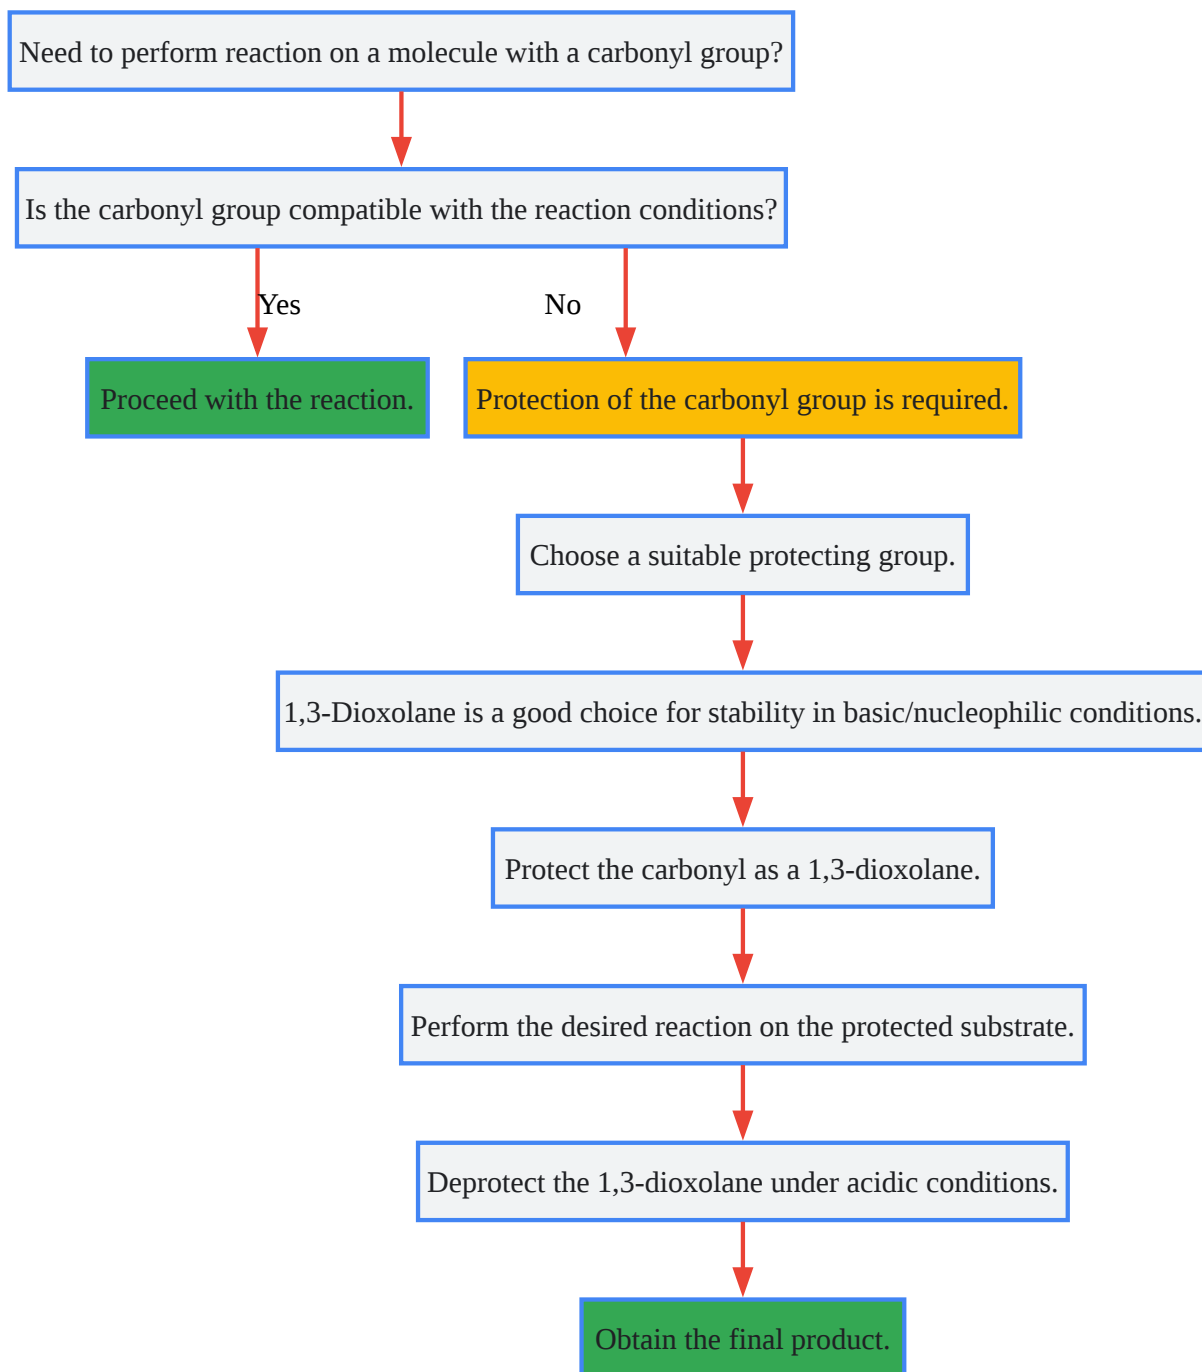 Need to perform reaction on a molecule with a carbonyl group?
Is the carbonyl group compatible with the reaction conditions?
Yes
No
Proceed with the reaction.
Protection of the carbonyl group is required.
Choose a suitable protecting group.
1,3-Dioxolane is a good choice for stability in basic/nucleophilic conditions.
Protect the carbonyl as a 1,3-dioxolane.
Perform the desired reaction on the protected substrate.
Deprotect the 1,3-dioxolane under acidic conditions.
Obtain the final product.